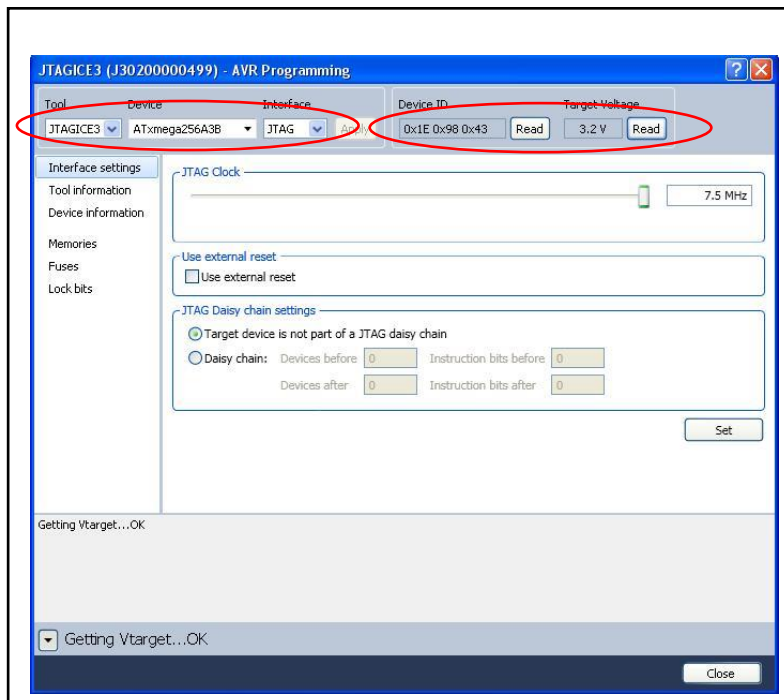 JTAGICE3 (J30200000499) - AVR Programming
Tool Device Interface Device ID Target Voltage
JTAGICE3 ATxmega256A3B JTAG Apply 0x1E 0x98 0x43 Read 3.2 V Read
Interface settings
Tool information
Device information
Memories
Fuses
Lock bits
JTAG Clock
7.5 MHz
Use external reset
Use external reset
JTAG Daisy chain settings
Target device is not part of a JTAG daisy chain
Daisy chain: Devices before 0 Instruction bits before 0
Devices after 0 Instruction bits after 0
Set
Getting Vtarget...OK
Getting Vtarget...OK
Close